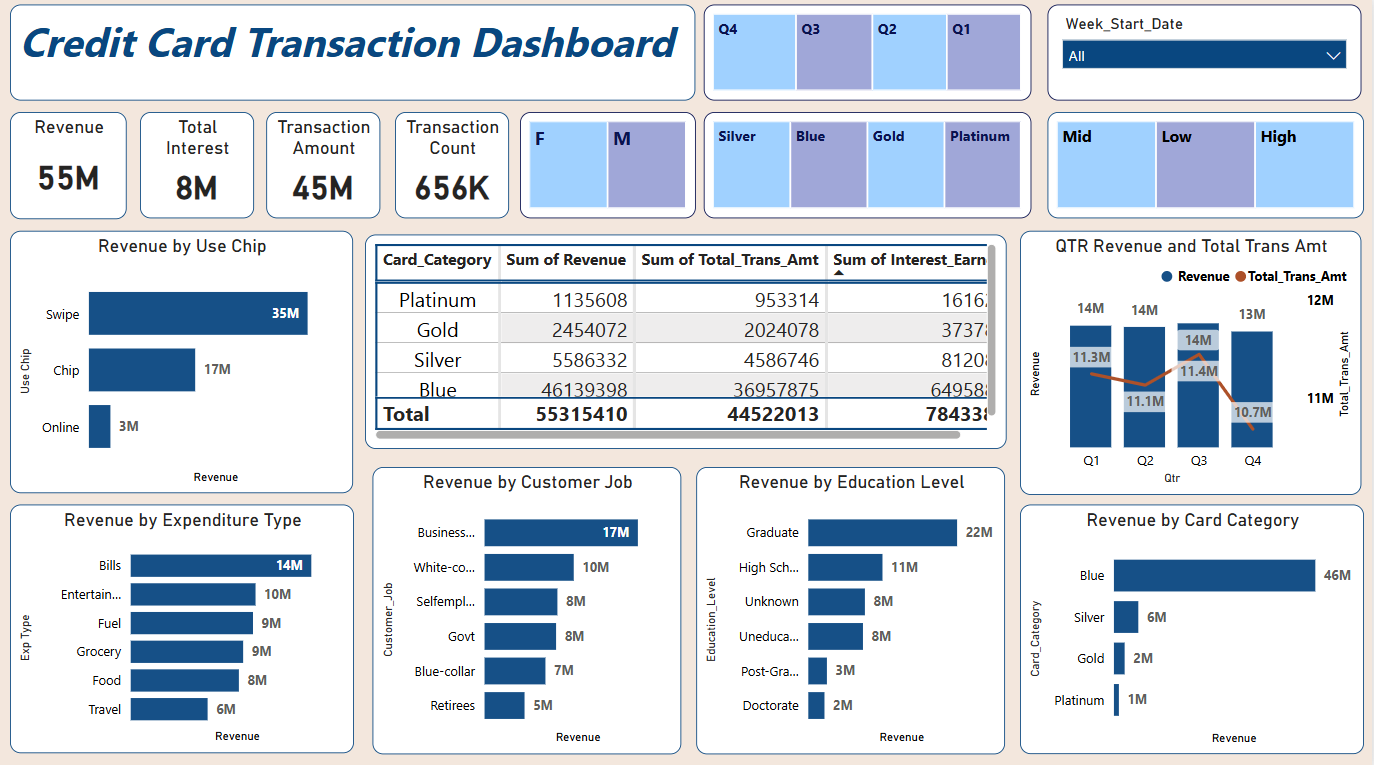 Credit Card Transaction Dashboard
Q4
Q3
Q2
Q1
Week_Start_Date
All
Revenue
55M
Total
Interest
8M
Transaction
Amount
45M
Transaction
Count
656K
F
M
Silver
Blue
Gold
Platinum
Mid
Low
High
Revenue by Use Chip
Use Chip
Swipe 35M
Chip 17M
Online 3M
Revenue
Card_Category Sum of Revenue Sum of Total_Trans_Amt Sum of Interest_Earn
Platinum 1135608 953314 1616
Gold 2454072 2024078 3737
Silver 5586332 4586746 8120
Blue 46139398 36957875 64958
Total 55315410 44522013 78433
QTR Revenue and Total Trans Amt
Revenue Total_Trans_Amt
Revenue
14M 14M 14M 13M
11.3M 11.1M 11.4M 10.7M
12M
11M
Total_Trans_Amt
Q1 Q2 Q3 Q4
Qtr
Revenue by Expenditure Type
Exp Type
Bills 14M
Entertain... 10M
Fuel 9M
Grocery 9M
Food 8M
Travel 6M
Revenue
Revenue by Customer Job
Customer_Job
Business... 17M
White-co... 10M
Selfempl... 8M
Govt 8M
Blue-collar 7M
Retirees 5M
Revenue
Revenue by Education Level
Education_Level
Graduate 22M
High Sch... 11M
Unknown 8M
Uneduca... 8M
Post-Gra... 3M
Doctorate 2M
Revenue
Revenue by Card Category
Card_Category
Blue 46M
Silver 6M
Gold 2M
Platinum 1M
Revenue